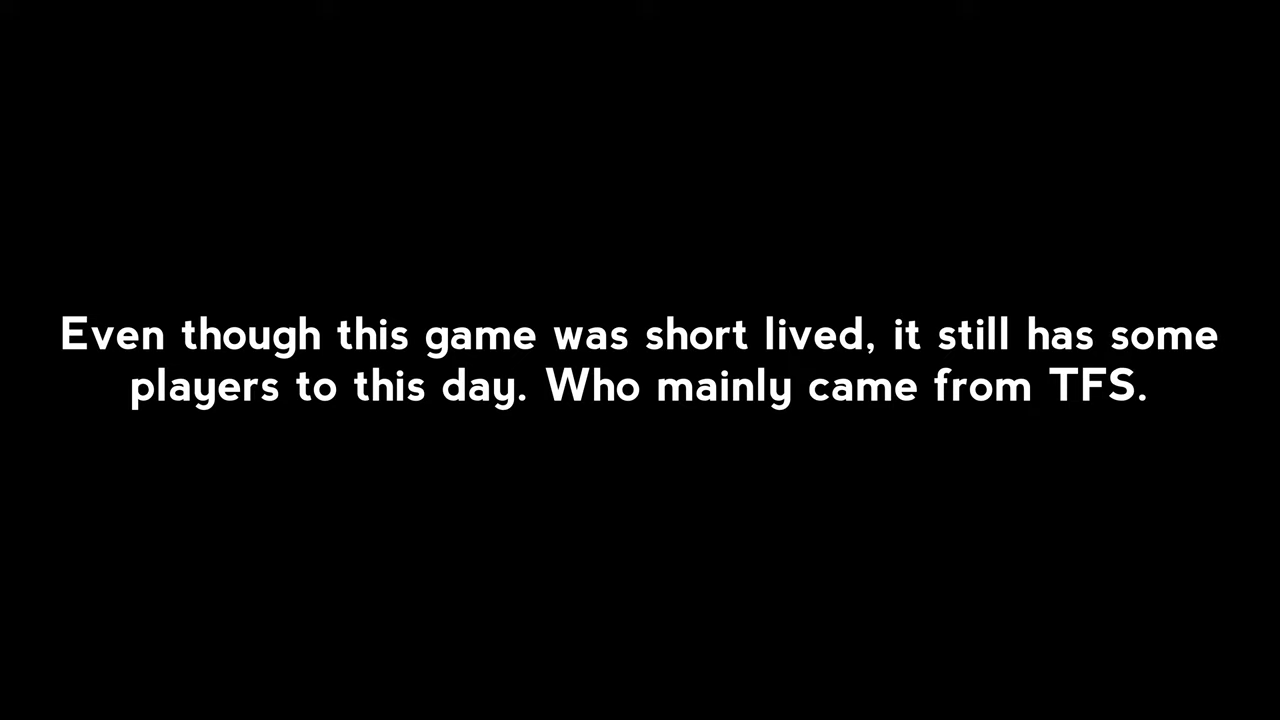 Even though this game was short lived, it still has some
players to this day. Who mainly came from TFS.